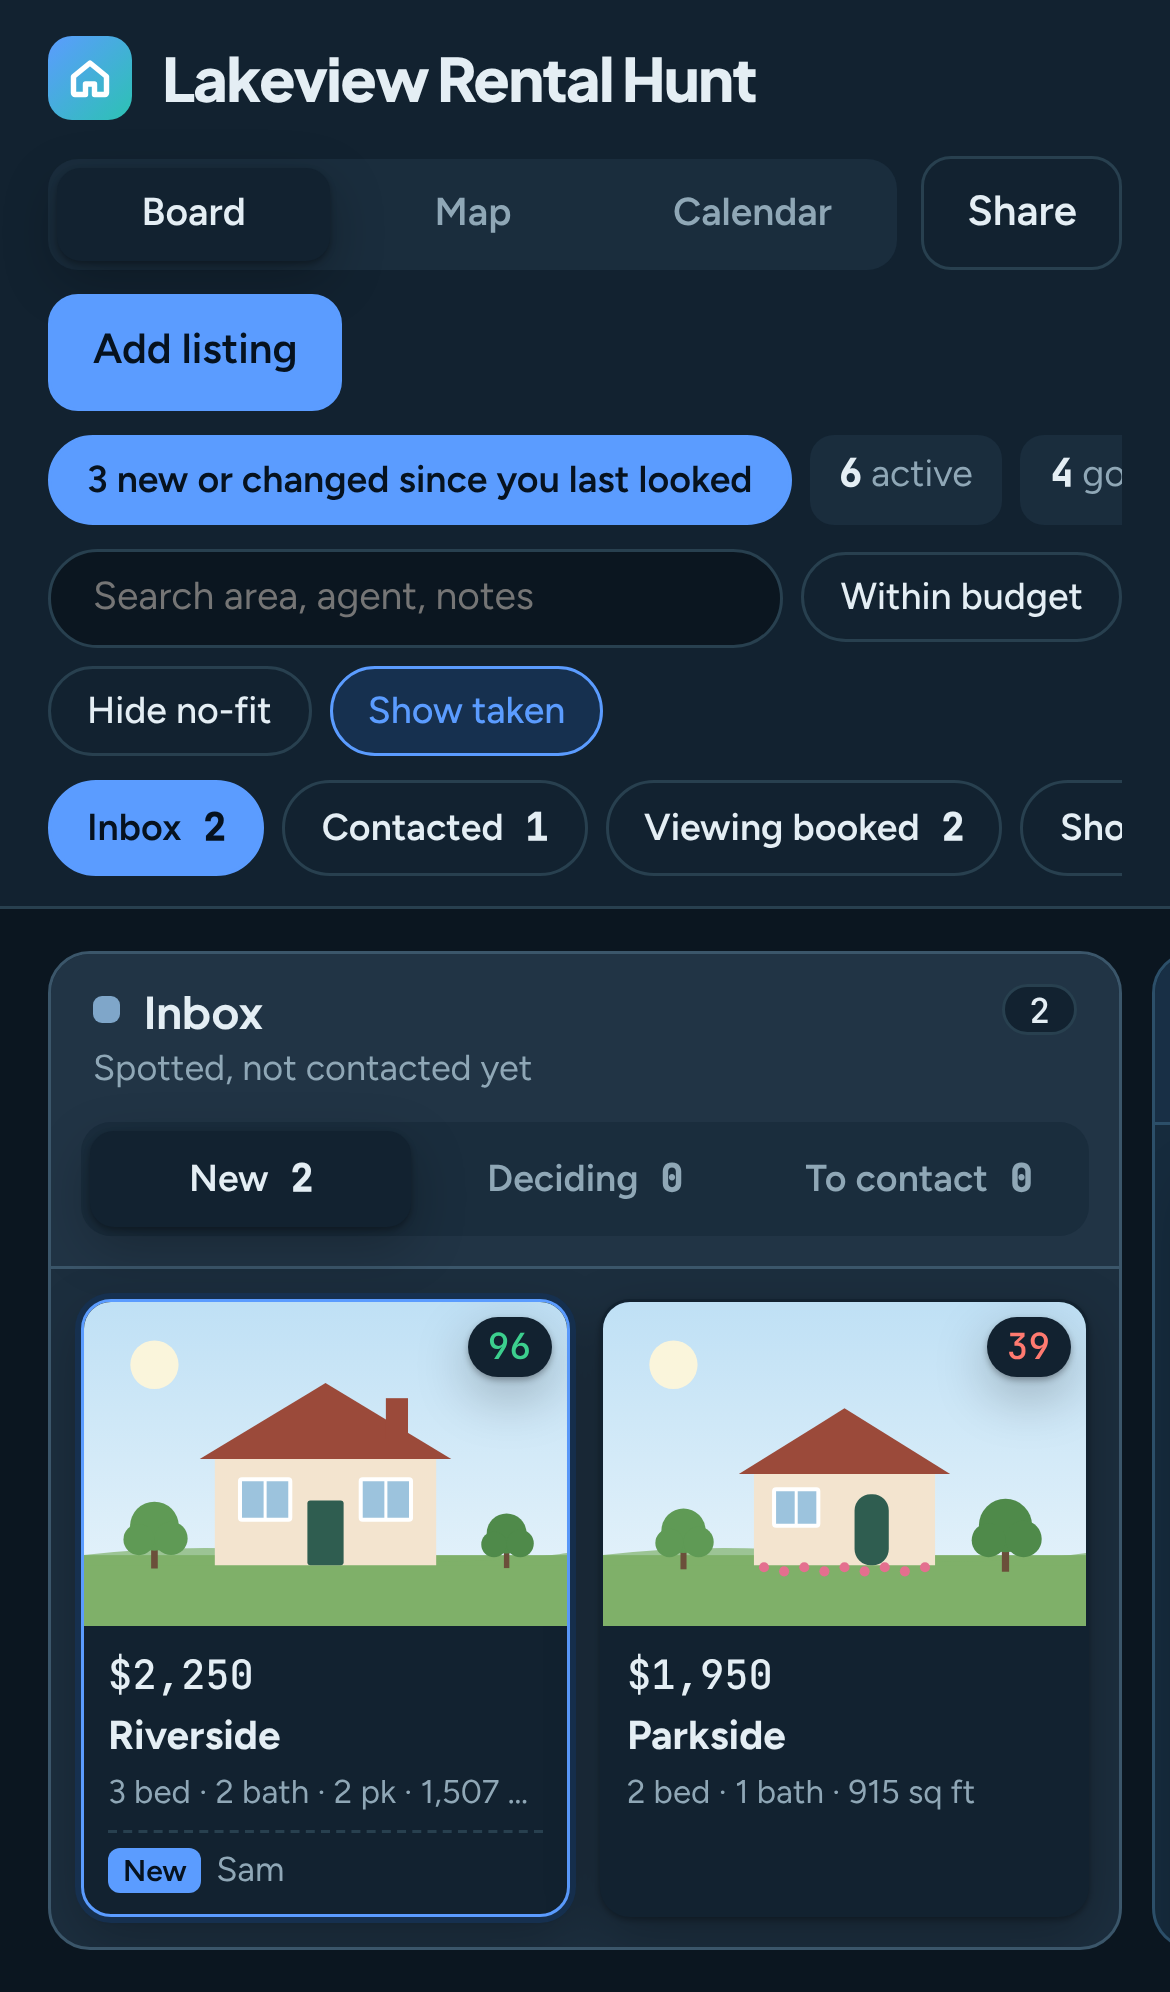 Lakeview Rental Hunt
Board Map Calendar Share
Add listing
3 new or changed since you last looked 6 active 4 go
Search area, agent, notes Within budget
Hide no-fit Show taken
Inbox 2 Contacted 1 Viewing booked 2 Sho
Inbox 2
Spotted, not contacted yet
New 2 Deciding 0 To contact 0
96
$2,250
Riverside
3 bed · 2 bath · 2 pk · 1,507 ...
New Sam
39
$1,950
Parkside
2 bed · 1 bath · 915 sq ft